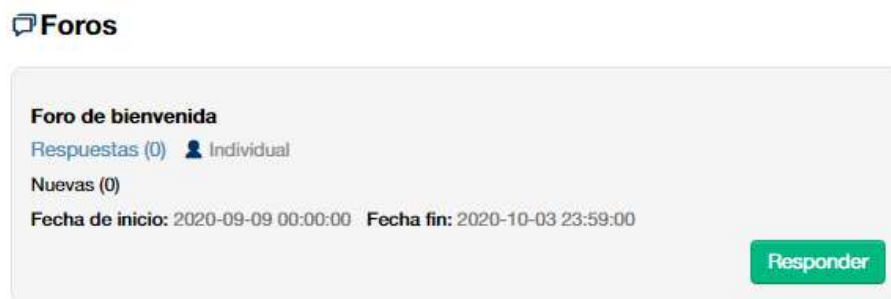 Foros
Foro de bienvenida
Respuestas (0) Individual
Nuevas (0)
Fecha de inicio: 2020-09-09 00:00:00 Fecha fin: 2020-10-03 23:59:00
Responder